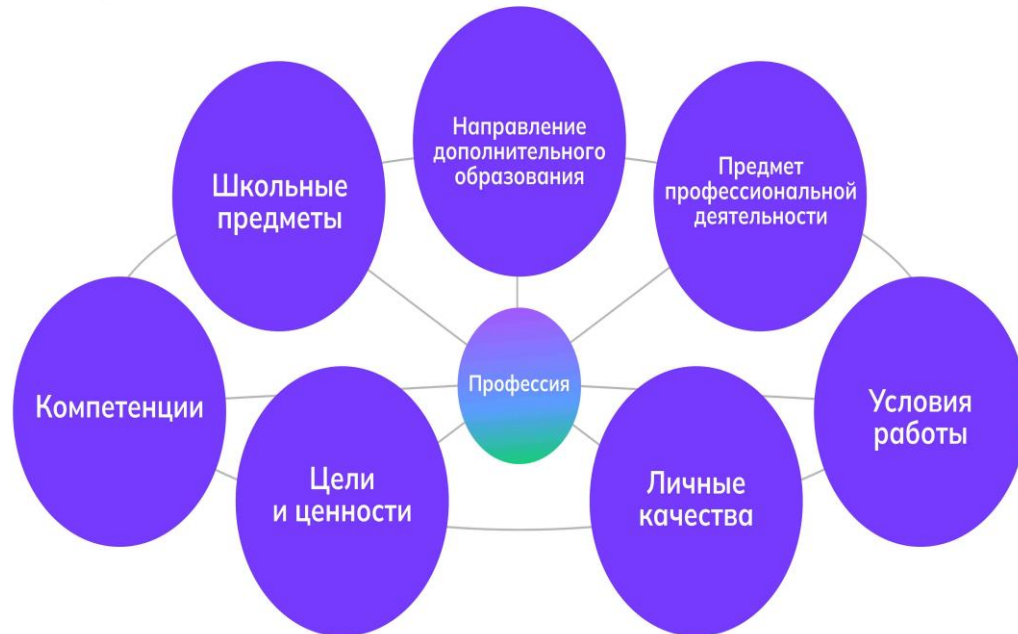 Направление
дополнительного
образования
Школьные
предметы
Предмет
профессиональной
деятельности
Компетенции
Профессия
Условия
работы
Цели
и ценности
Личные
качества